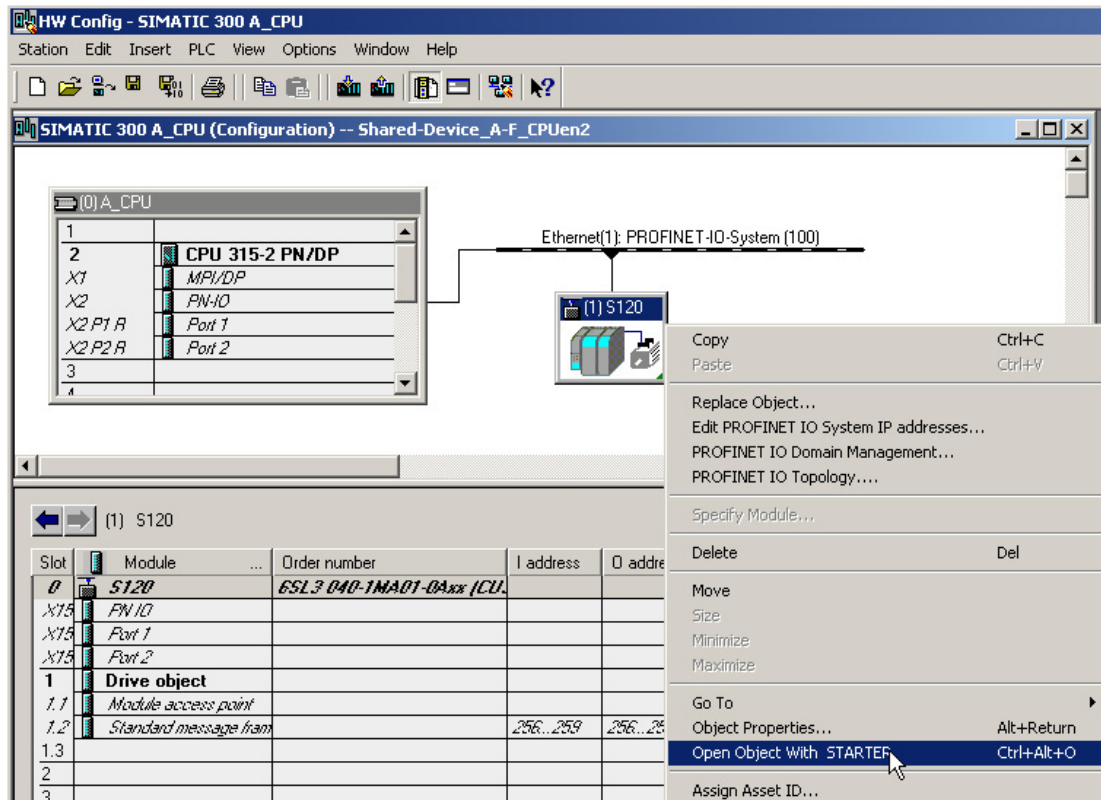 HW Config - SIMATIC 300 A_CPU
Station Edit Insert PLC View Options Window Help
SIMATIC 300 A_CPU (Configuration) -- Shared-Device_A-F_CPUen2
(0) A_CPU
1
2 CPU 315-2 PN/DP
X1 MPI/DP
X2 PN-IO
X2 P1 R Port 1
X2 P2 R Port 2
3
4
Ethernet(1): PROFINET-IO-System (100)
(1) S120
Copy Ctrl+C
Paste Ctrl+V
Replace Object...
Edit PROFINET IO System IP addresses...
PROFINET IO Domain Management...
PROFINET IO Topology....
Specify Module...
Delete Del
Move
Size
Minimize
Maximize
Go To
Object Properties... Alt+Return
Open Object With STARTER Ctrl+Alt+O
Assign Asset ID...
(1) S120
Slot Module ... Order number I address O addre
0 S120 6SL3 040-1MA01-0Axx (CU.
X15 PN IO
X15 Port 1
X15 Port 2
1 Drive object
1.1 Module access point
1.2 Standard message fram 256...259 256...25
1.3
2
3